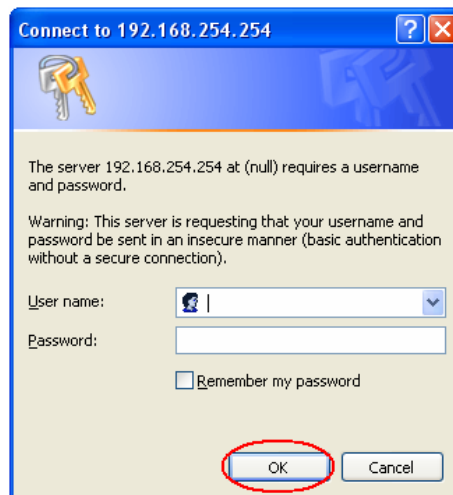 Connect to 192.168.254.254
The server 192.168.254.254 at (null) requires a username
and password.
Warning: This server is requesting that your username and
password be sent in an insecure manner (basic authentication
without a secure connection).
User name:
Password:
Remember my password
OK Cancel